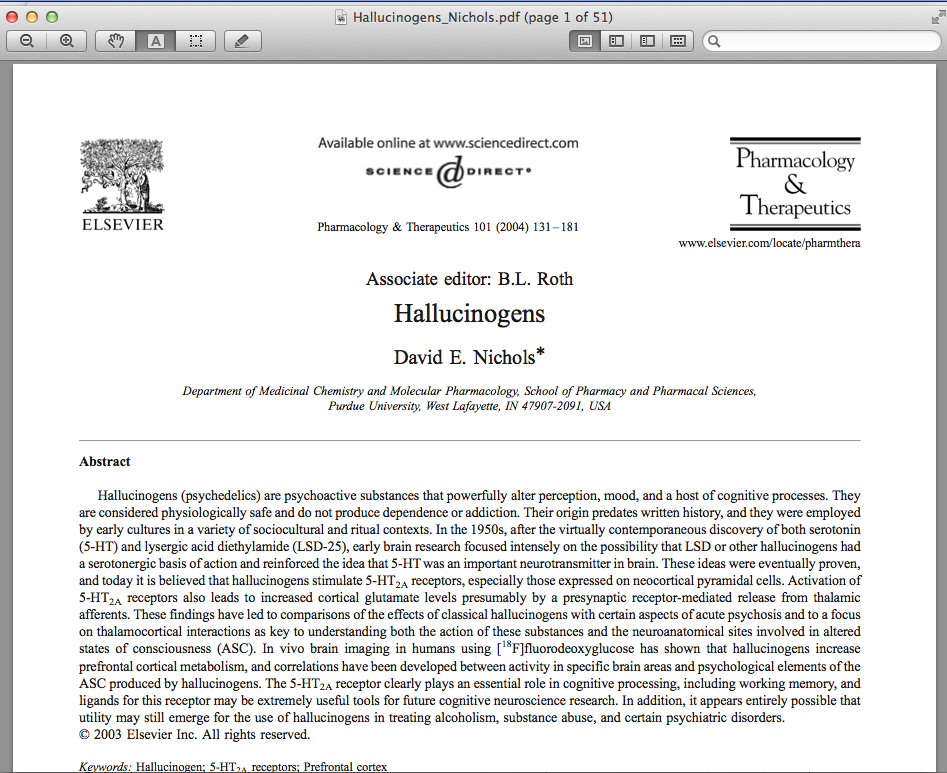 Hallucinogens_Nichols.pdf (page 1 of 51)
A
Available online at www.sciencedirect.com
SCIENCE @ DIRECT®
ELSEVIER
Pharmacology
&
Therapeutics
Pharmacology & Therapeutics 101 (2004) 131–181
www.elsevier.com/locate/pharmthera
Associate editor: B.L. Roth
Hallucinogens
David E. Nichols*
Department of Medicinal Chemistry and Molecular Pharmacology, School of Pharmacy and Pharmacal Sciences,
Purdue University, West Lafayette, IN 47907-2091, USA
Abstract
Hallucinogens (psychedelics) are psychoactive substances that powerfully alter perception, mood, and a host of cognitive processes. They
are considered physiologically safe and do not produce dependence or addiction. Their origin predates written history, and they were employed
by early cultures in a variety of sociocultural and ritual contexts. In the 1950s, after the virtually contemporaneous discovery of both serotonin
(5-HT) and lysergic acid diethylamide (LSD-25), early brain research focused intensely on the possibility that LSD or other hallucinogens had
a serotonergic basis of action and reinforced the idea that 5-HT was an important neurotransmitter in brain. These ideas were eventually proven,
and today it is believed that hallucinogens stimulate 5-HT2A receptors, especially those expressed on neocortical pyramidal cells. Activation of
5-HT2A receptors also leads to increased cortical glutamate levels presumably by a presynaptic receptor-mediated release from thalamic
afferents. These findings have led to comparisons of the effects of classical hallucinogens with certain aspects of acute psychosis and to a focus
on thalamocortical interactions as key to understanding both the action of these substances and the neuroanatomical sites involved in altered
states of consciousness (ASC). In vivo brain imaging in humans using [18F]fluorodeoxyglucose has shown that hallucinogens increase
prefrontal cortical metabolism, and correlations have been developed between activity in specific brain areas and psychological elements of the
ASC produced by hallucinogens. The 5-HT2A receptor clearly plays an essential role in cognitive processing, including working memory, and
ligands for this receptor may be extremely useful tools for future cognitive neuroscience research. In addition, it appears entirely possible that
utility may still emerge for the use of hallucinogens in treating alcoholism, substance abuse, and certain psychiatric disorders.
© 2003 Elsevier Inc. All rights reserved.
Keywords: Hallucinogen; 5-HT2A receptors; Prefrontal cortex